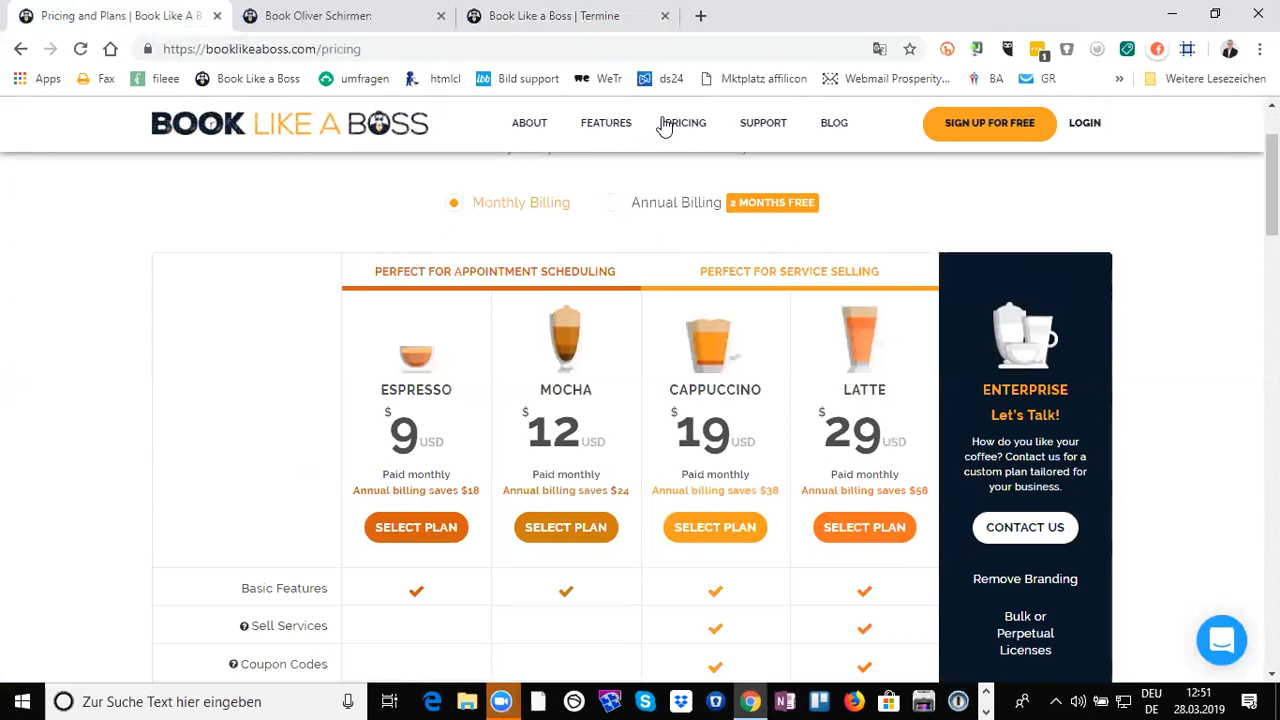 Pricing and Plans | Book Like A B
Book Oliver Schirmer:
Book Like a Boss | Termine
https://booklikeaboss.com/pricing
Apps
Fax
fileee
Book Like a Boss
umfragen
htmlcl
Bild support
WeTr
ds24
Mktplatz affilicon
Webmail Prosperity...
BA
GR
Weitere Lesezeichen
BOOK LIKE A BOSS
ABOUT
FEATURES
PRICING
SUPPORT
BLOG
SIGN UP FOR FREE
LOGIN
Monthly Billing
Annual Billing
2 MONTHS FREE
PERFECT FOR APPOINTMENT SCHEDULING
PERFECT FOR SERVICE SELLING
ESPRESSO
MOCHA
CAPPUCCINO
LATTE
ENTERPRISE
Let's Talk!
$ 9 USD
$ 12 USD
$ 19 USD
$ 29 USD
How do you like your
coffee? Contact us for a
custom plan tailored for
your business.
Paid monthly
Paid monthly
Paid monthly
Paid monthly
Annual billing saves $18
Annual billing saves $24
Annual billing saves $38
Annual billing saves $58
SELECT PLAN
SELECT PLAN
SELECT PLAN
SELECT PLAN
CONTACT US
Basic Features
Remove Branding
Sell Services
Bulk or
Perpetual
Licenses
Coupon Codes
Zur Suche Text hier eingeben
DEU
DE
12:51
28.03.2019